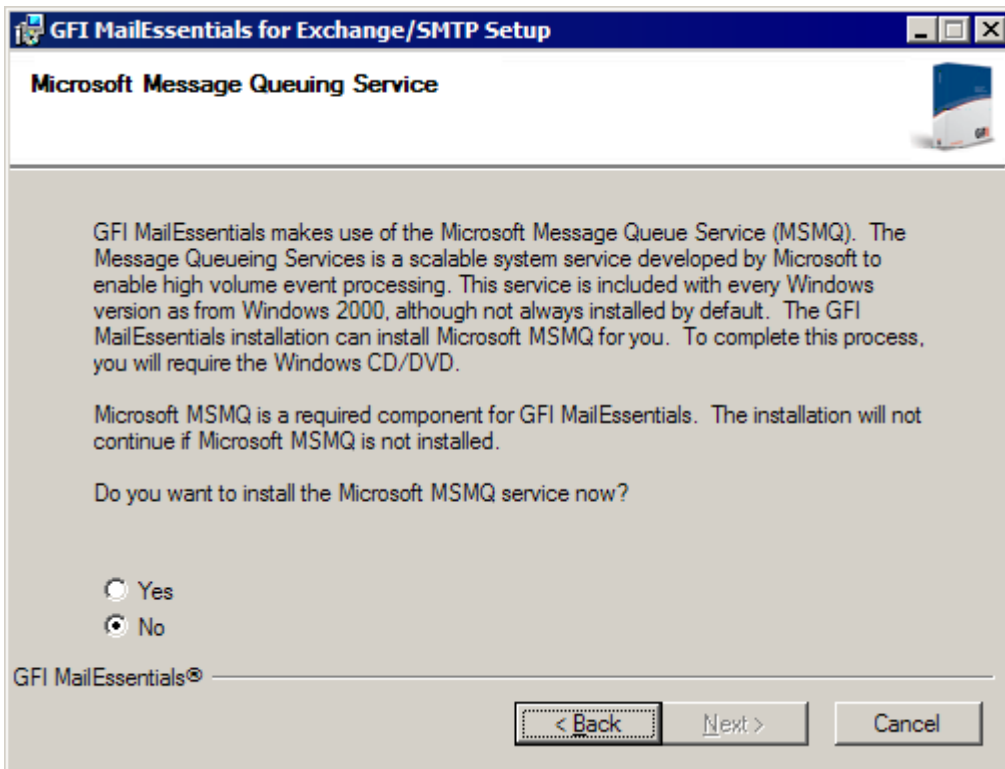 GFI MailEssentials for Exchange/SMTP Setup
Microsoft Message Queuing Service
GFI
GFI MailEssentials makes use of the Microsoft Message Queue Service (MSMQ).  The
Message Queueing Services is a scalable system service developed by Microsoft to
enable high volume event processing. This service is included with every Windows
version as from Windows 2000, although not always installed by default.  The GFI
MailEssentials installation can install Microsoft MSMQ for you.  To complete this process,
you will require the Windows CD/DVD.
Microsoft MSMQ is a required component for GFI MailEssentials.  The installation will not
continue if Microsoft MSMQ is not installed.
Do you want to install the Microsoft MSMQ service now?
Yes
No
GFI MailEssentials®
< Back
Next >
Cancel